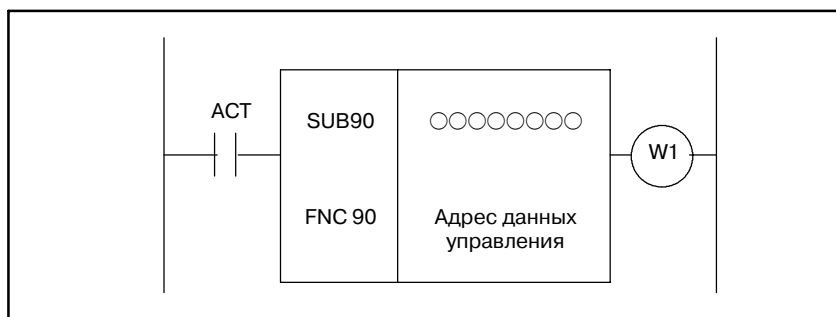 ACT
SUB90
○○○○○○○○
W1
FNC 90
Адрес данных
управления